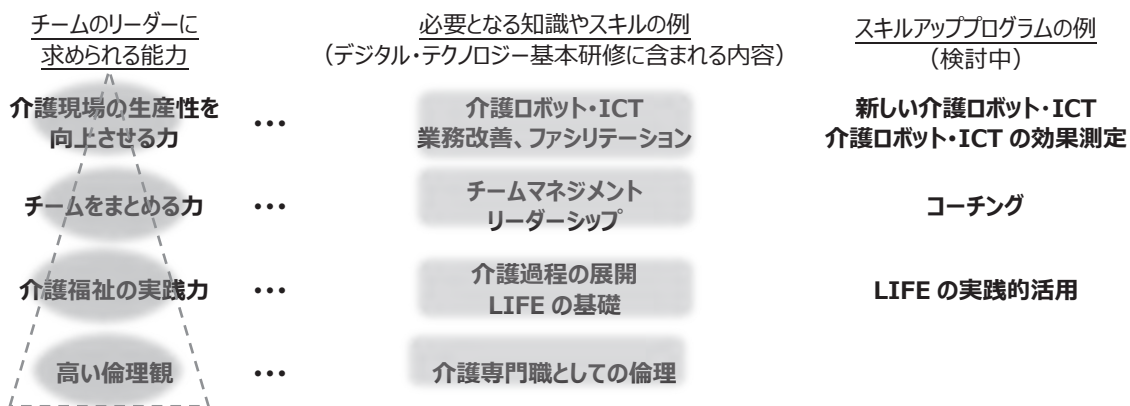 チームのリーダーに
求められる能力
必要となる知識やスキルの例
（デジタル・テクノロジー基本研修に含まれる内容）
スキルアッププログラムの例
（検討中）
介護現場の生産性を
向上させる力
•••
介護ロボット・ICT
業務改善、ファシリテーション
新しい介護ロボット・ICT
介護ロボット・ICT の効果測定
チームをまとめる力
•••
チームマネジメント
リーダーシップ
コーチング
介護福祉の実践力
•••
介護過程の展開
LIFE の基礎
LIFE の実践的活用
高い倫理観
•••
介護専門職としての倫理